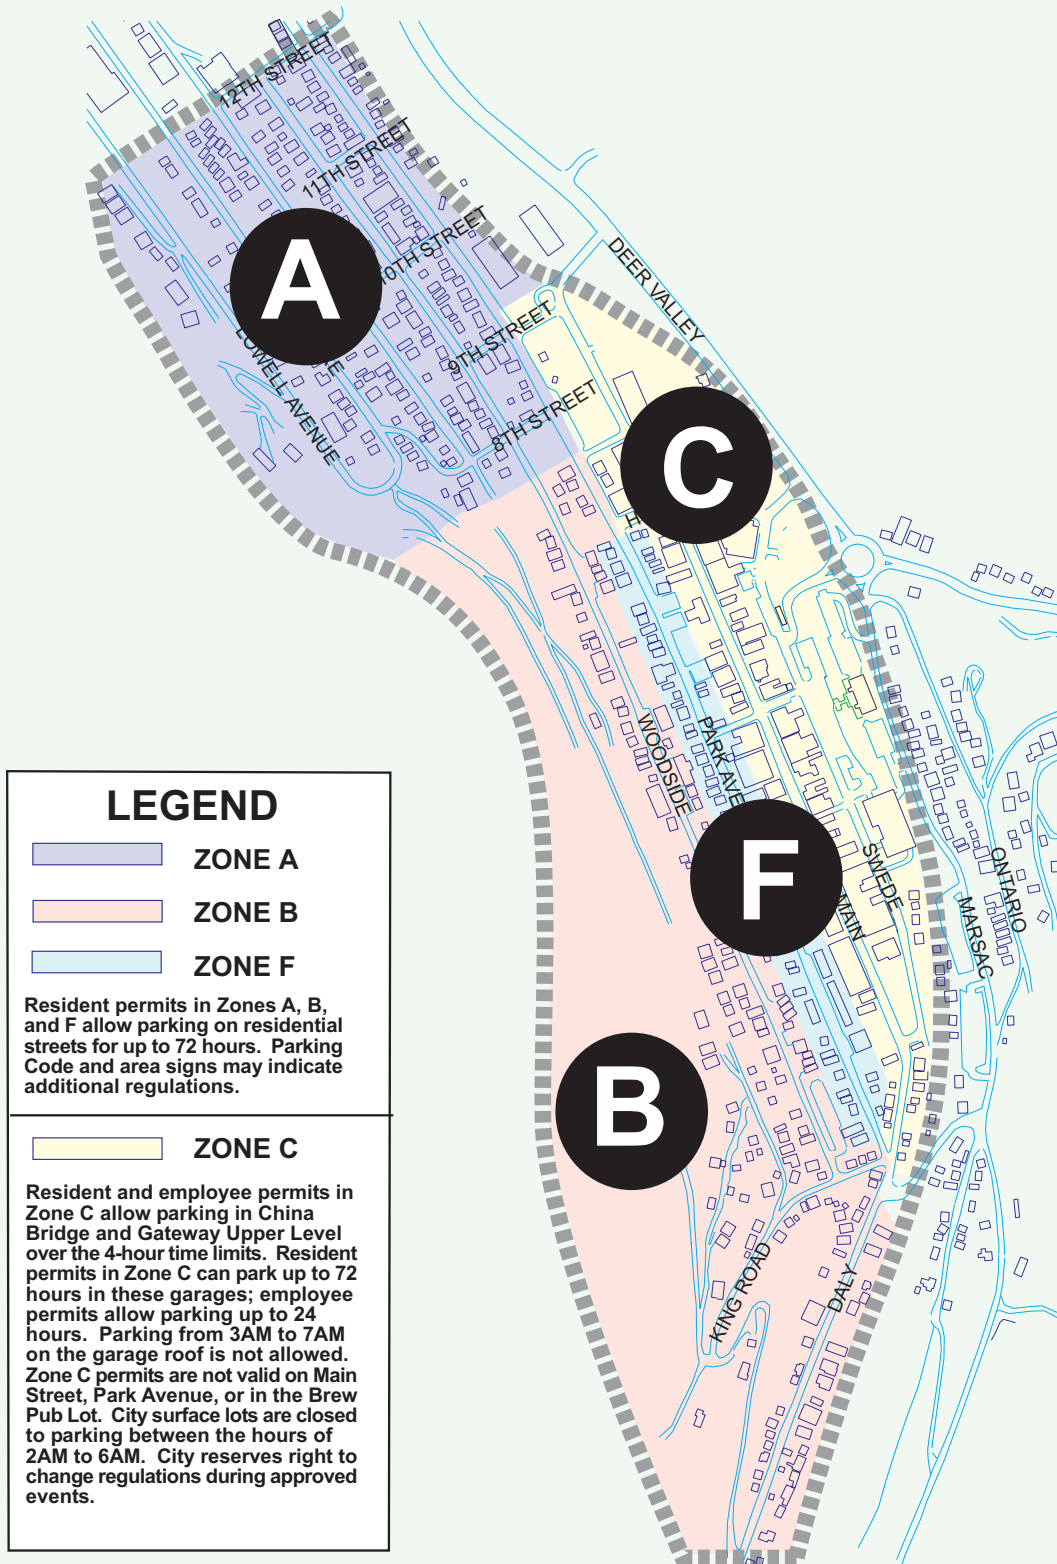 12TH STREET
11TH STREET
10TH STREET
DEER VALLEY
A
9TH STREET
LOWELL AVENUE
8TH STREET
C
WOODSIDE
PARK AVE
LEGEND
ZONE A
ZONE B
ZONE F
Resident permits in Zones A, B,
and F allow parking on residential
streets for up to 72 hours.  Parking
Code and area signs may indicate
additional regulations.
F
SWEDE
MAIN
ONTARIO
MARSAC
B
ZONE C
Resident and employee permits in
Zone C allow parking in China
Bridge and Gateway Upper Level
over the 4-hour time limits.  Resident
permits in Zone C can park up to 72
hours in these garages; employee
permits allow parking up to 24
hours.  Parking from 3AM to 7AM
on the garage roof is not allowed.
Zone C permits are not valid on Main
Street, Park Avenue, or in the Brew
Pub Lot.  City surface lots are closed
to parking between the hours of
2AM to 6AM.  City reserves right to
change regulations during approved
events.
KING ROAD
DALY